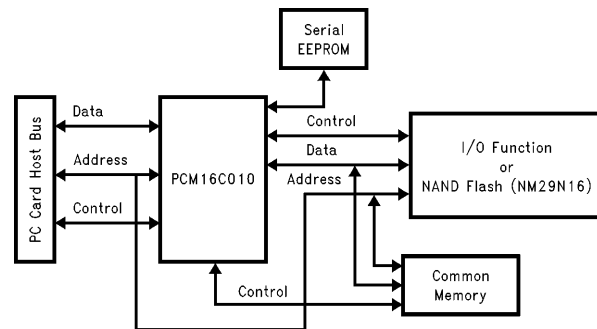 Serial
EEPROM
PC Card Host Bus
Data
Address
Control
PCM16C010
Control
Data
Address
I/O Function
or
NAND Flash (NM29N16)
Control
Common
Memory